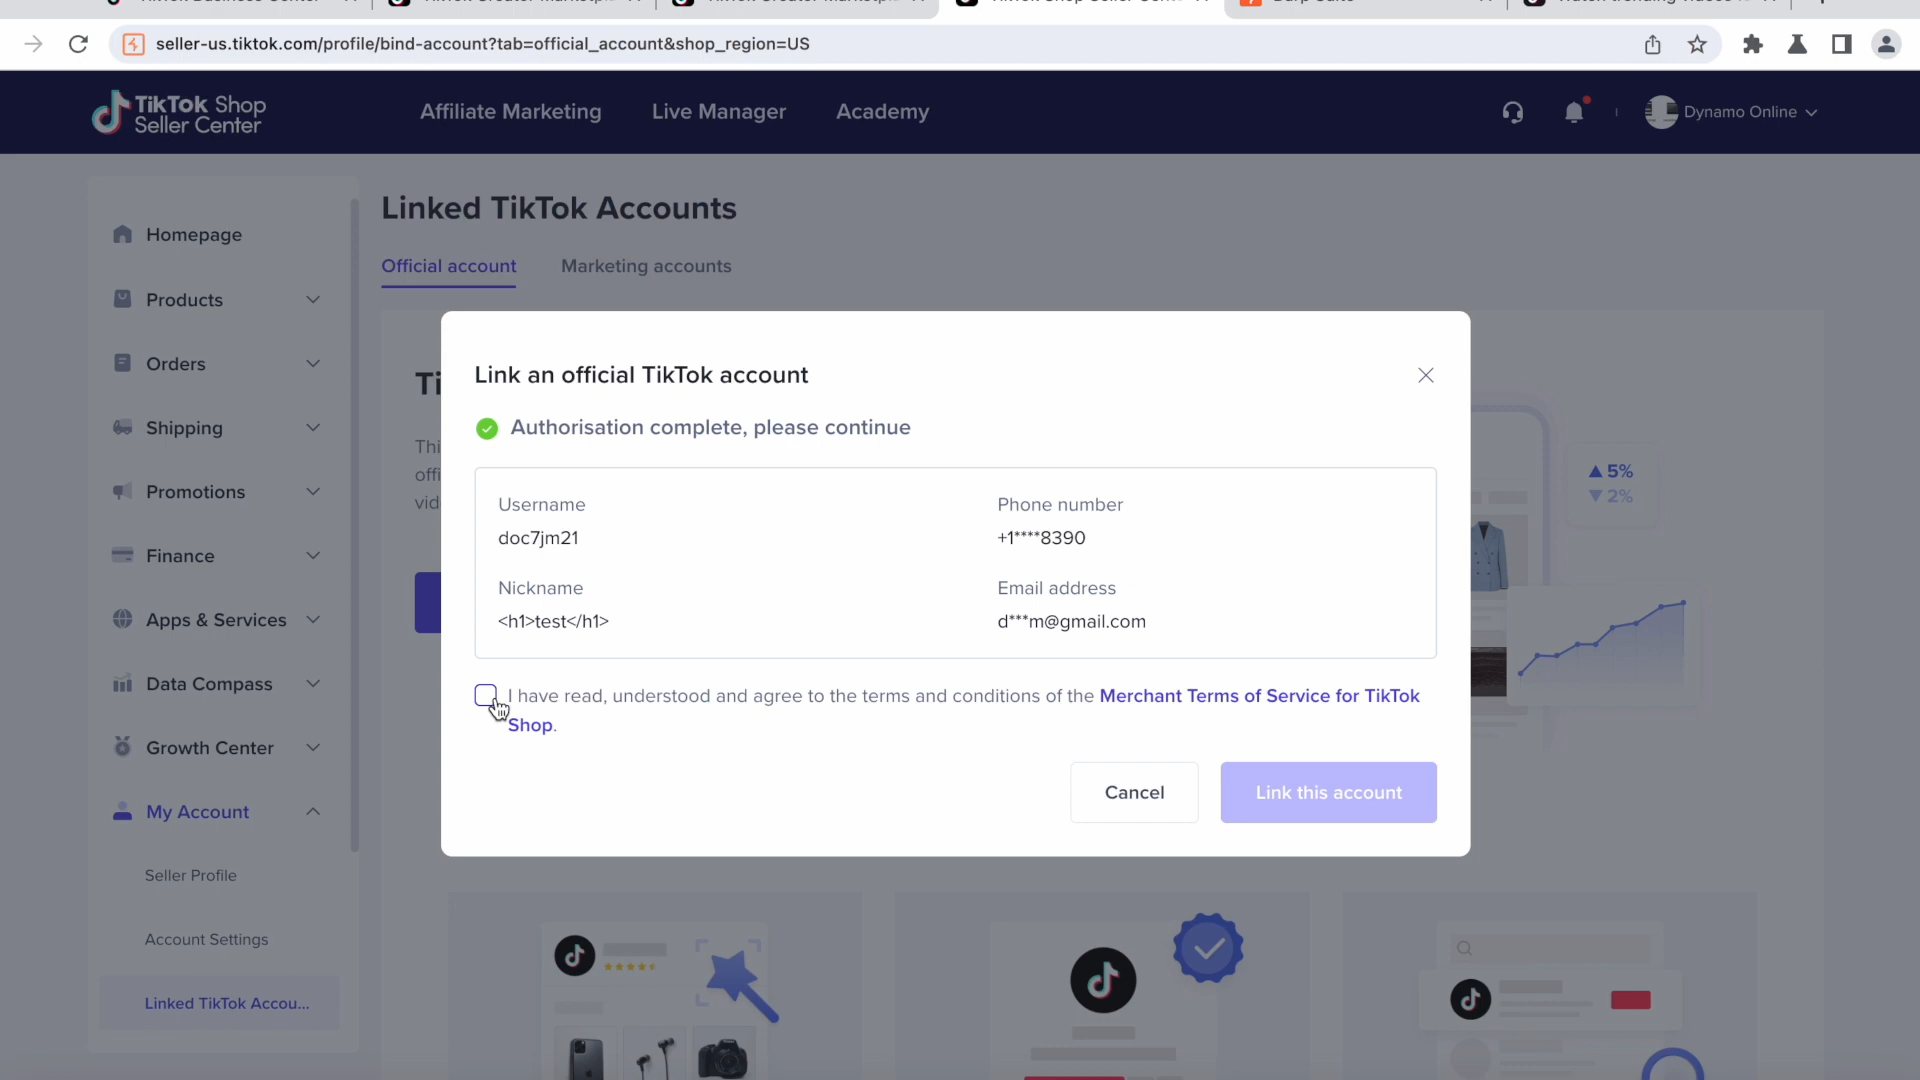 seller-us.tiktok.com/profile/bind-account?tab=official_account&shop_region=US
TikTok Shop
Seller Center
Affiliate Marketing
Live Manager
Academy
Dynamo Online
Homepage
Products
Orders
Shipping
Promotions
Finance
Apps & Services
Data Compass
Growth Center
My Account
Seller Profile
Account Settings
Linked TikTok Accou...
Linked TikTok Accounts
Official account
Marketing accounts
Link an official TikTok account
Authorisation complete, please continue
Username
doc7jm21
Phone number
+1****8390
Nickname
<h1>test</h1>
Email address
d***m@gmail.com
I have read, understood and agree to the terms and conditions of the Merchant Terms of Service for TikTok
Shop.
Cancel
Link this account
5%
2%